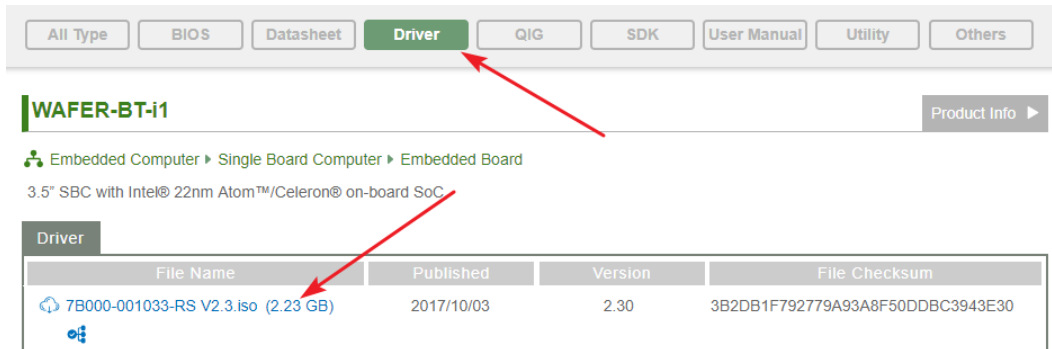 All Type BIOS Datasheet Driver QIG SDK User Manual Utility Others
WAFER-BT-i1 Product Info
Embedded Computer Single Board Computer Embedded Board
3.5" SBC with Intel® 22nm Atom™/Celeron® on-board SoC
Driver
File Name Published Version File Checksum
7B000-001033-RS V2.3.iso (2.23 GB) 2017/10/03 2.30 3B2DB1F792779A93A8F50DDBC3943E30